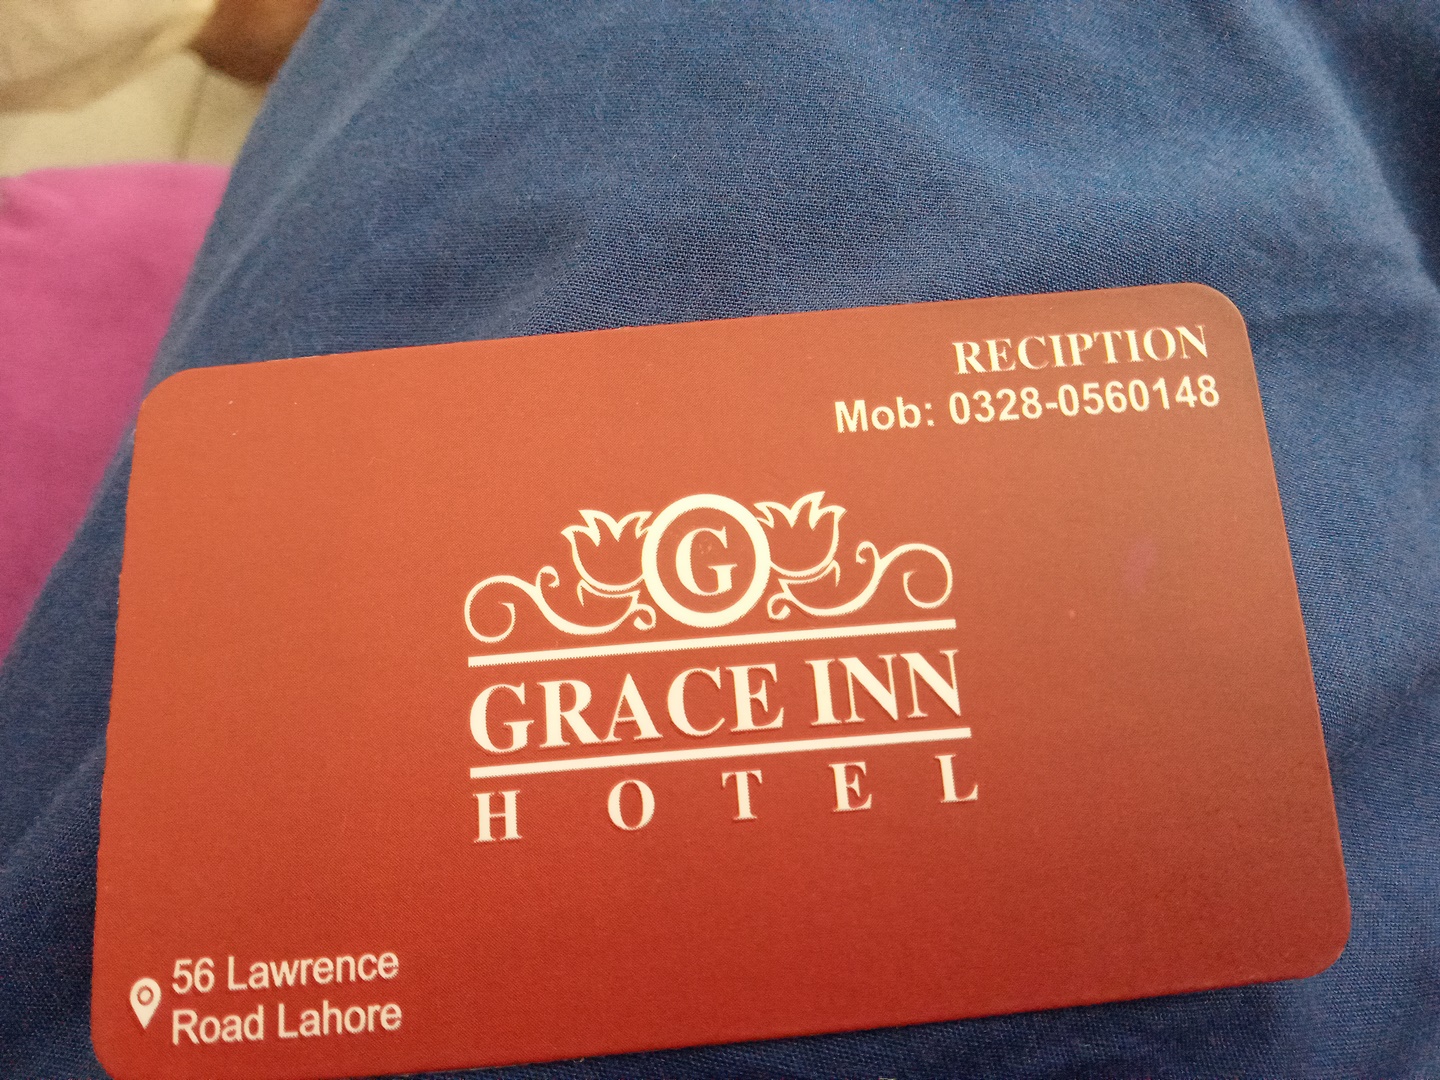 RECIPTION
Mob: 0328-0560148
G
GRACE INN
HOTEL
56 Lawrence
Road Lahore